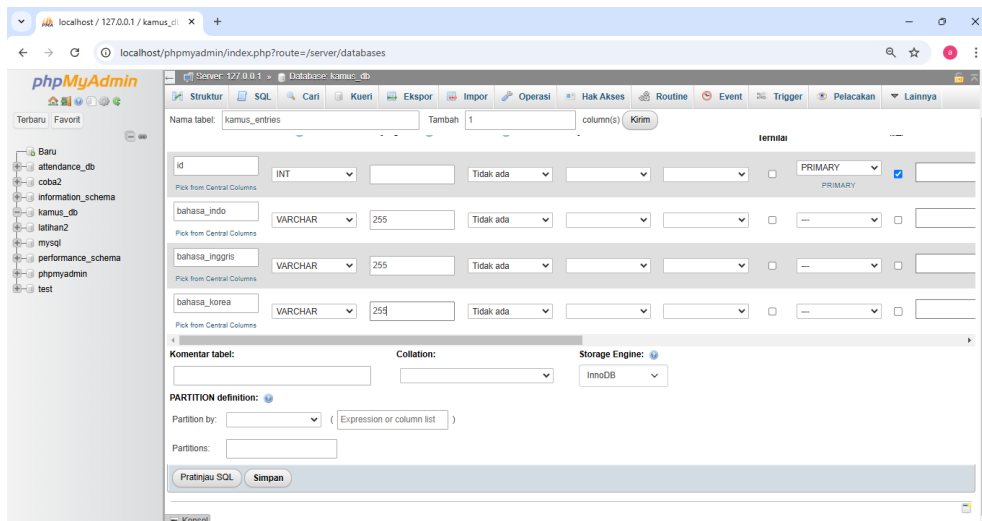 localhost / 127.0.0.1 / kamus_d
localhost/phpmyadmin/index.php?route=/server/databases
a
phpMyAdmin
Terbaru Favorit
Baru
attendance_db
coba2
information_schema
kamus_db
latihan2
mysql
performance_schema
phpmyadmin
test
Server: 127.0.0.1 » Database: kamus_db
Struktur SQL Cari Kueri Ekspor Impor Operasi Hak Akses Routine Event Trigger Pelacakan Lainnya
Nama tabel: kamus_entries Tambah 1 column(s) Kirim
id INT Tidak ada PRIMARY
Pick from Central Columns PRIMARY
bahasa_indo VARCHAR 255 Tidak ada ---
Pick from Central Columns
bahasa_inggris VARCHAR 255 Tidak ada ---
Pick from Central Columns
bahasa_korea VARCHAR 255 Tidak ada ---
Pick from Central Columns
Komentar tabel: Collation: Storage Engine:
InnoDB
PARTITION definition:
Partition by: ( Expression or column list )
Partitions:
Pratinjau SQL Simpan
Konsol